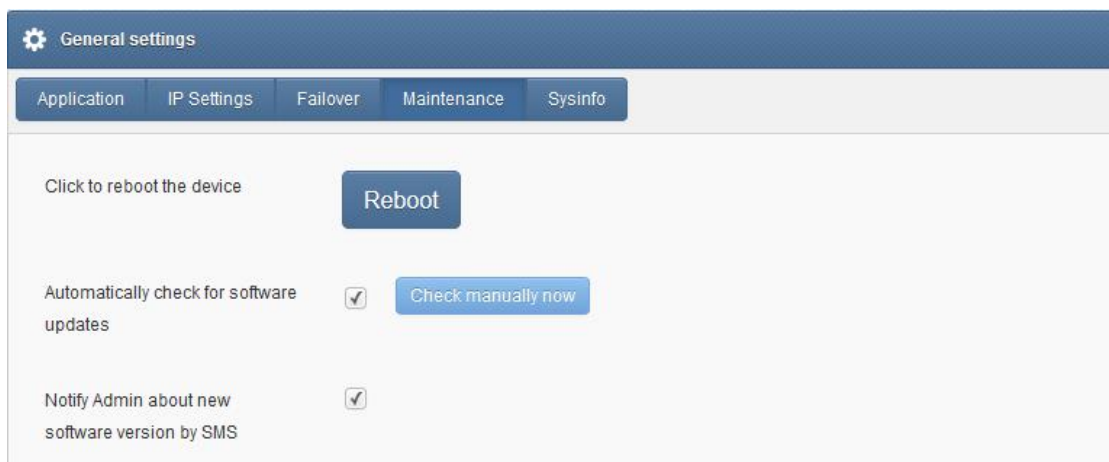 General settings
Application IP Settings Failover Maintenance Sysinfo
Click to reboot the device
Reboot
Automatically check for software
updates
Check manually now
Notify Admin about new
software version by SMS